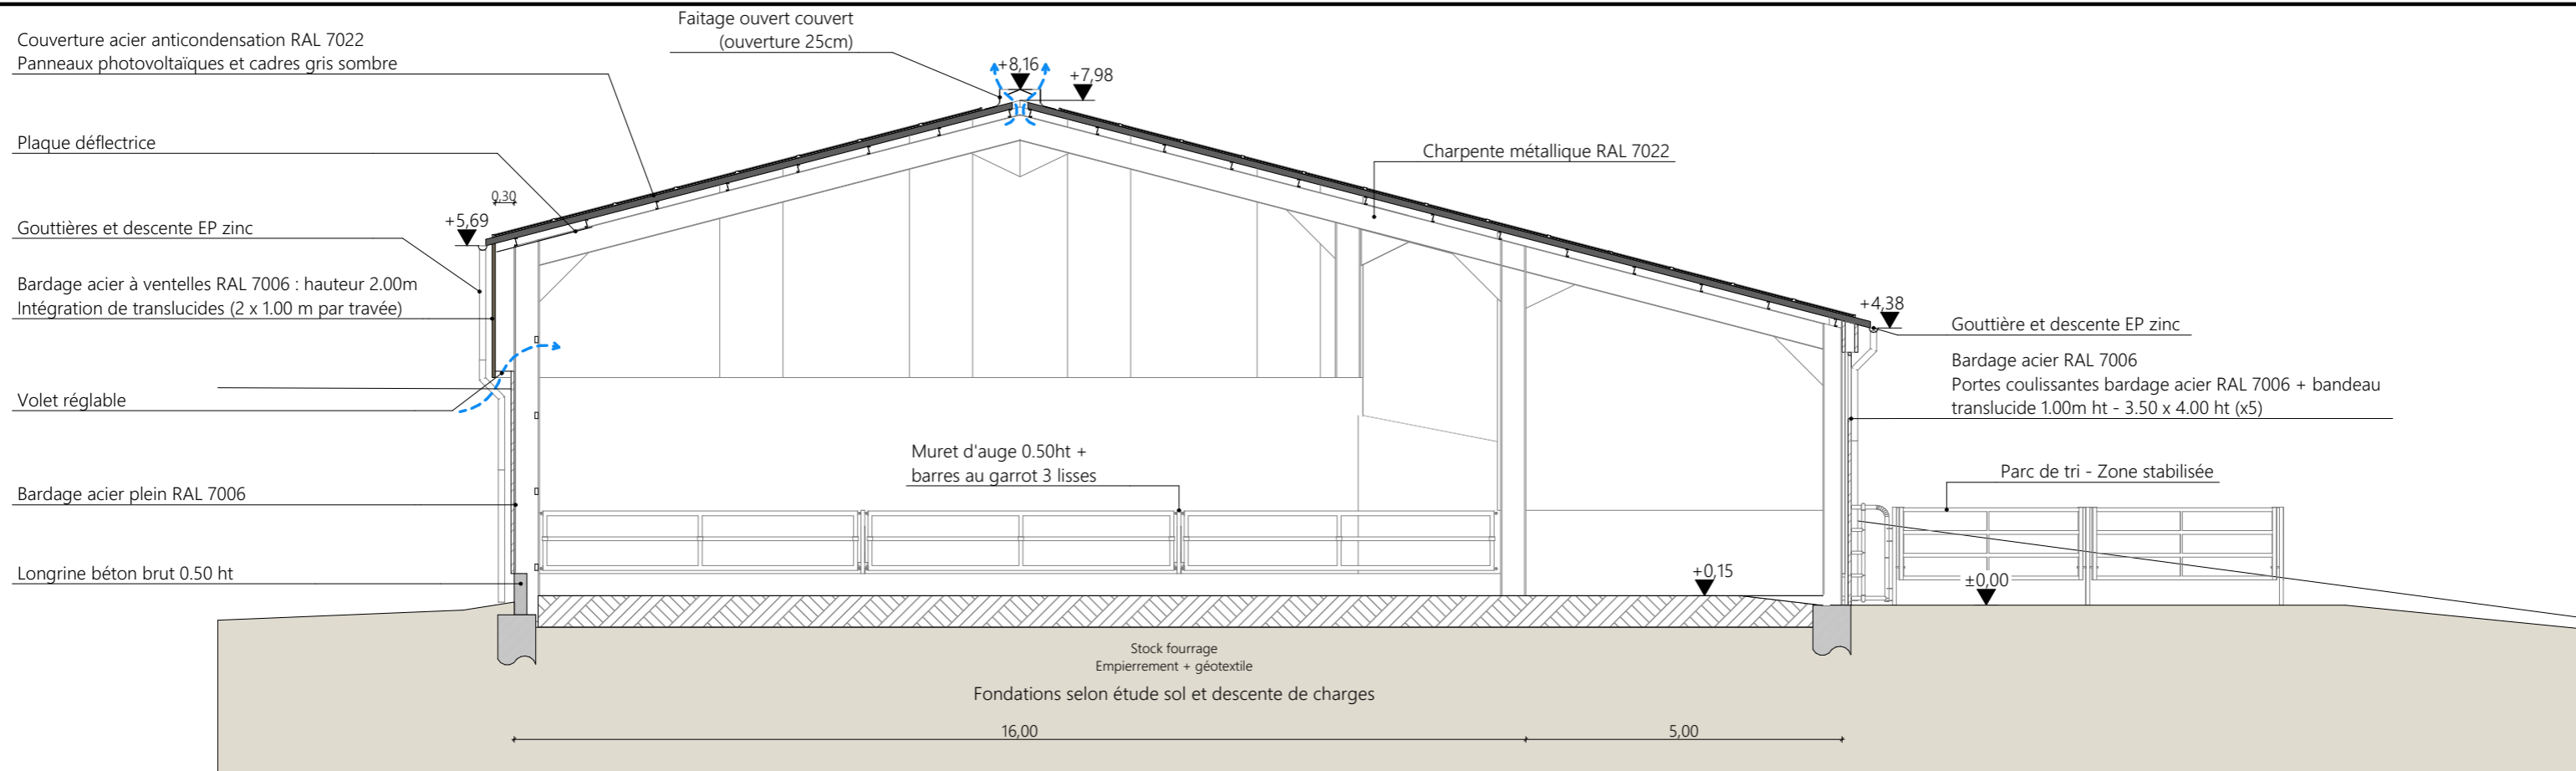 Couverture acier anticondensation RAL 7022
Panneaux photovoltaïques et cadres gris sombre
Faitage ouvert couvert
(ouverture 25cm)
+8,16
+7,98
Plaque déflectrice
Charpente métallique RAL 7022
0,30
+5,69
Gouttières et descente EP zinc
Bardage acier à ventelles RAL 7006 : hauteur 2.00m
Intégration de translucides (2 x 1.00 m par travée)
+4,38
Gouttière et descente EP zinc
Bardage acier RAL 7006
Portes coulissantes bardage acier RAL 7006 + bandeau
translucide 1.00m ht - 3.50 x 4.00 ht (x5)
Volet réglable
Muret d'auge 0.50ht +
barres au garrot 3 lisses
Parc de tri - Zone stabilisée
Bardage acier plein RAL 7006
Longrine béton brut 0.50 ht
+0,15
±0,00
Stock fourrage
Empierrement + géotextile
Fondations selon étude sol et descente de charges
16,00
5,00